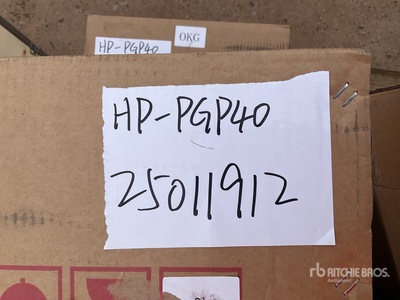 OKG
HP-PGP40
HP-PGP40
25011912
rb RITCHIE BROS.